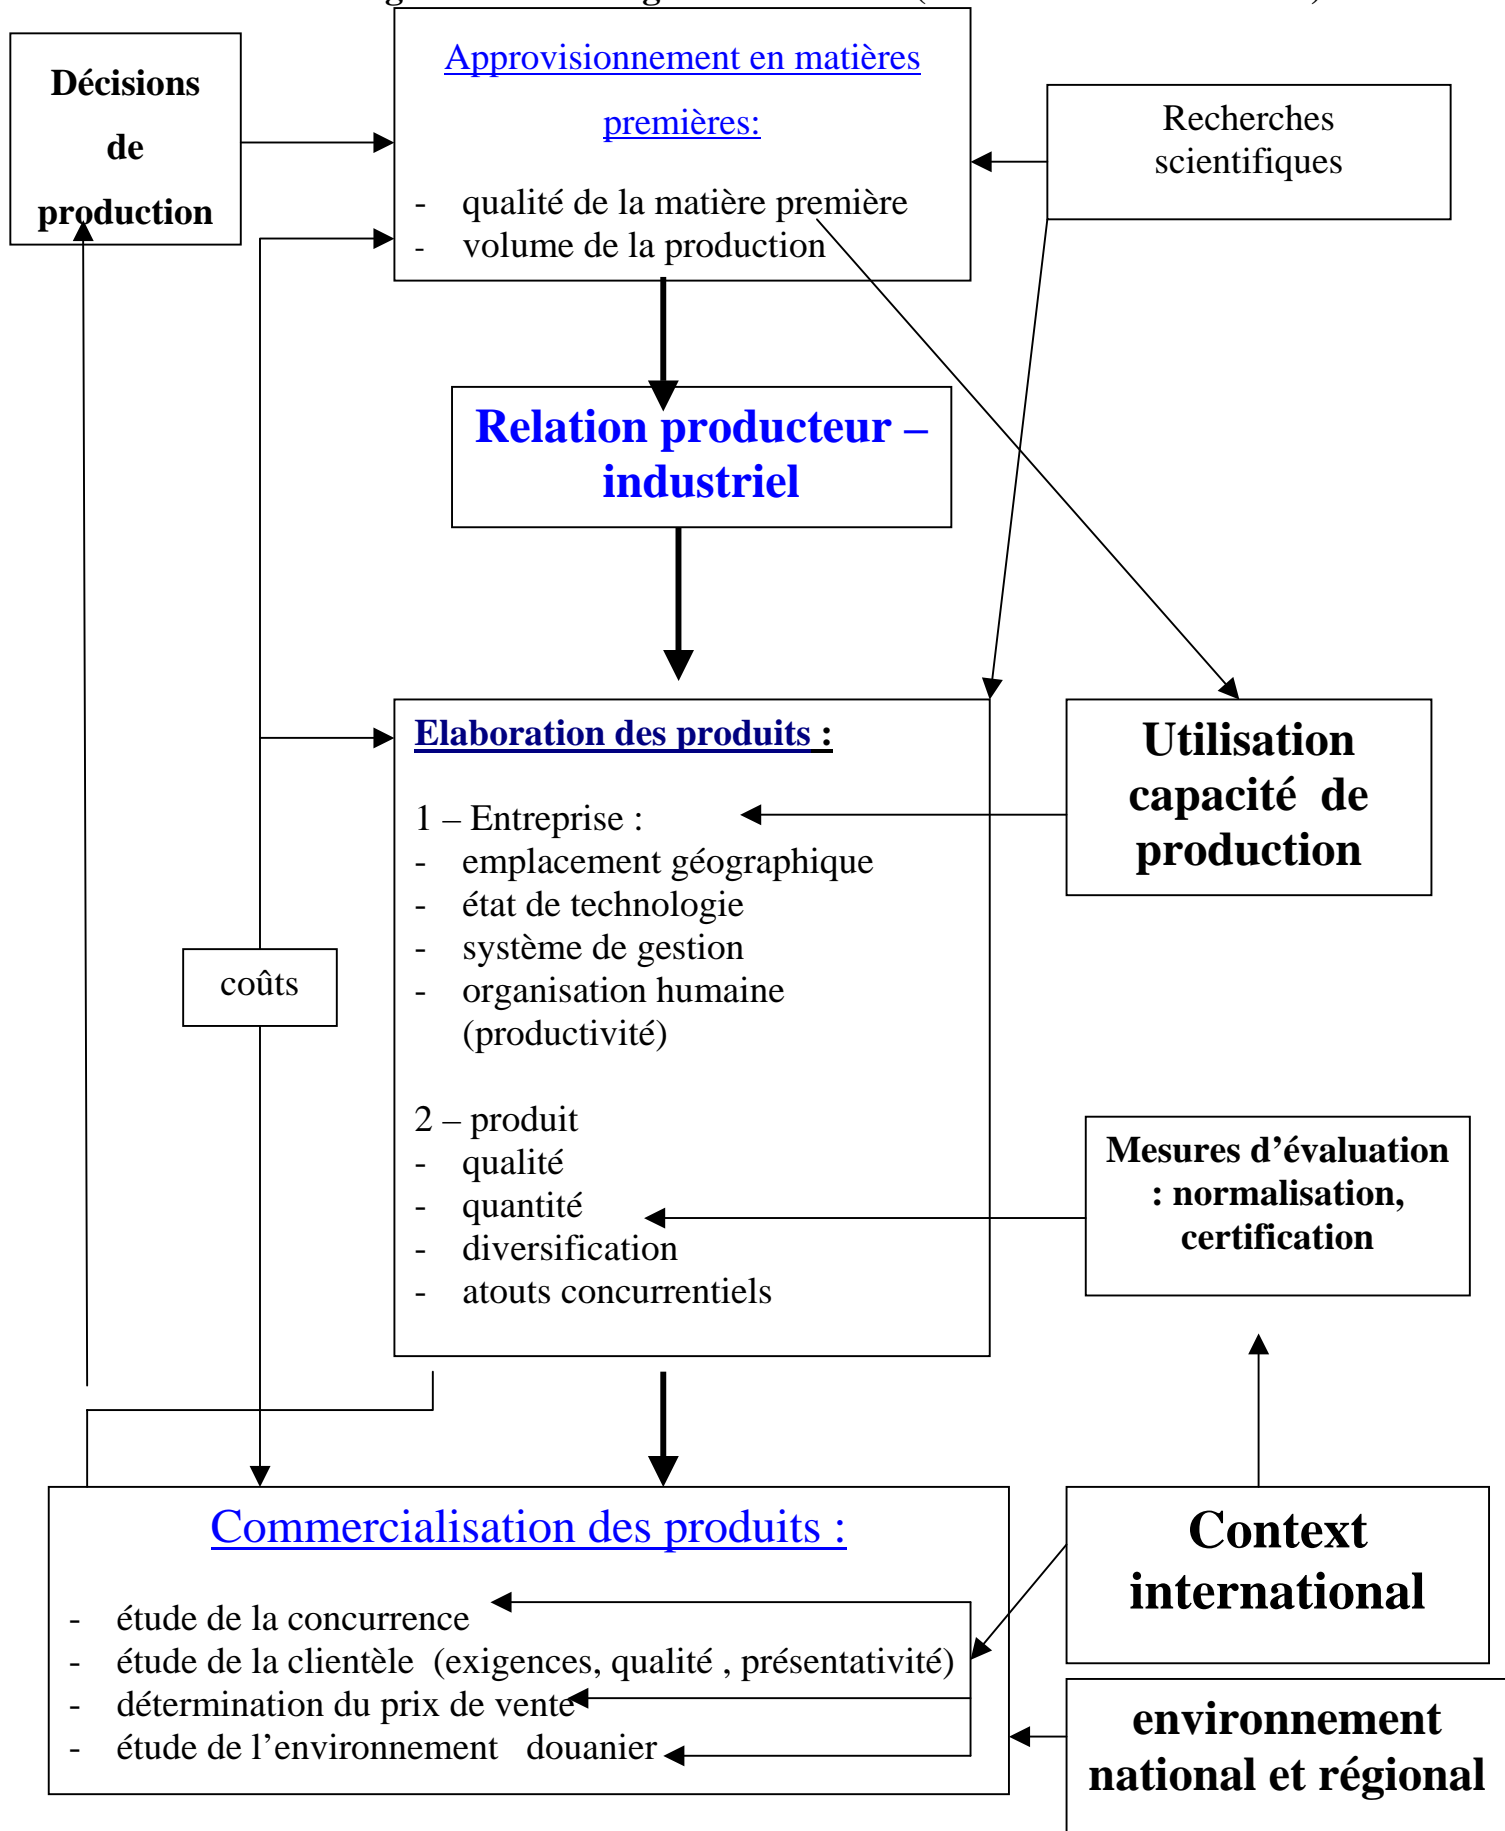 Décisions
de
production
Approvisionnement en matières
premières:
- qualité de la matière première
- volume de la production
Recherches
scientifiques
Relation producteur –
industriel
Elaboration des produits :
1 – Entreprise :
- emplacement géographique
- état de technologie
- système de gestion
- organisation humaine
(productivité)
2 – produit
- qualité
- quantité
- diversification
- atouts concurrentiels
Utilisation
capacité de
production
coûts
Mesures d’évaluation
: normalisation,
certification
Commercialisation des produits :
- étude de la concurrence
- étude de la clientèle (exigences, qualité , présentativité)
- détermination du prix de vente
- étude de l’environnement douanier
Context
international
environnement
national et régional